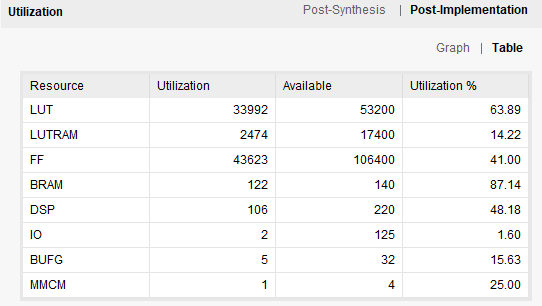 Utilization Post-Synthesis | Post-Implementation
Graph | Table
Resource Utilization Available Utilization %
LUT 33992 53200 63.89
LUTRAM 2474 17400 14.22
FF 43623 106400 41.00
BRAM 122 140 87.14
DSP 106 220 48.18
IO 2 125 1.60
BUFG 5 32 15.63
MMCM 1 4 25.00